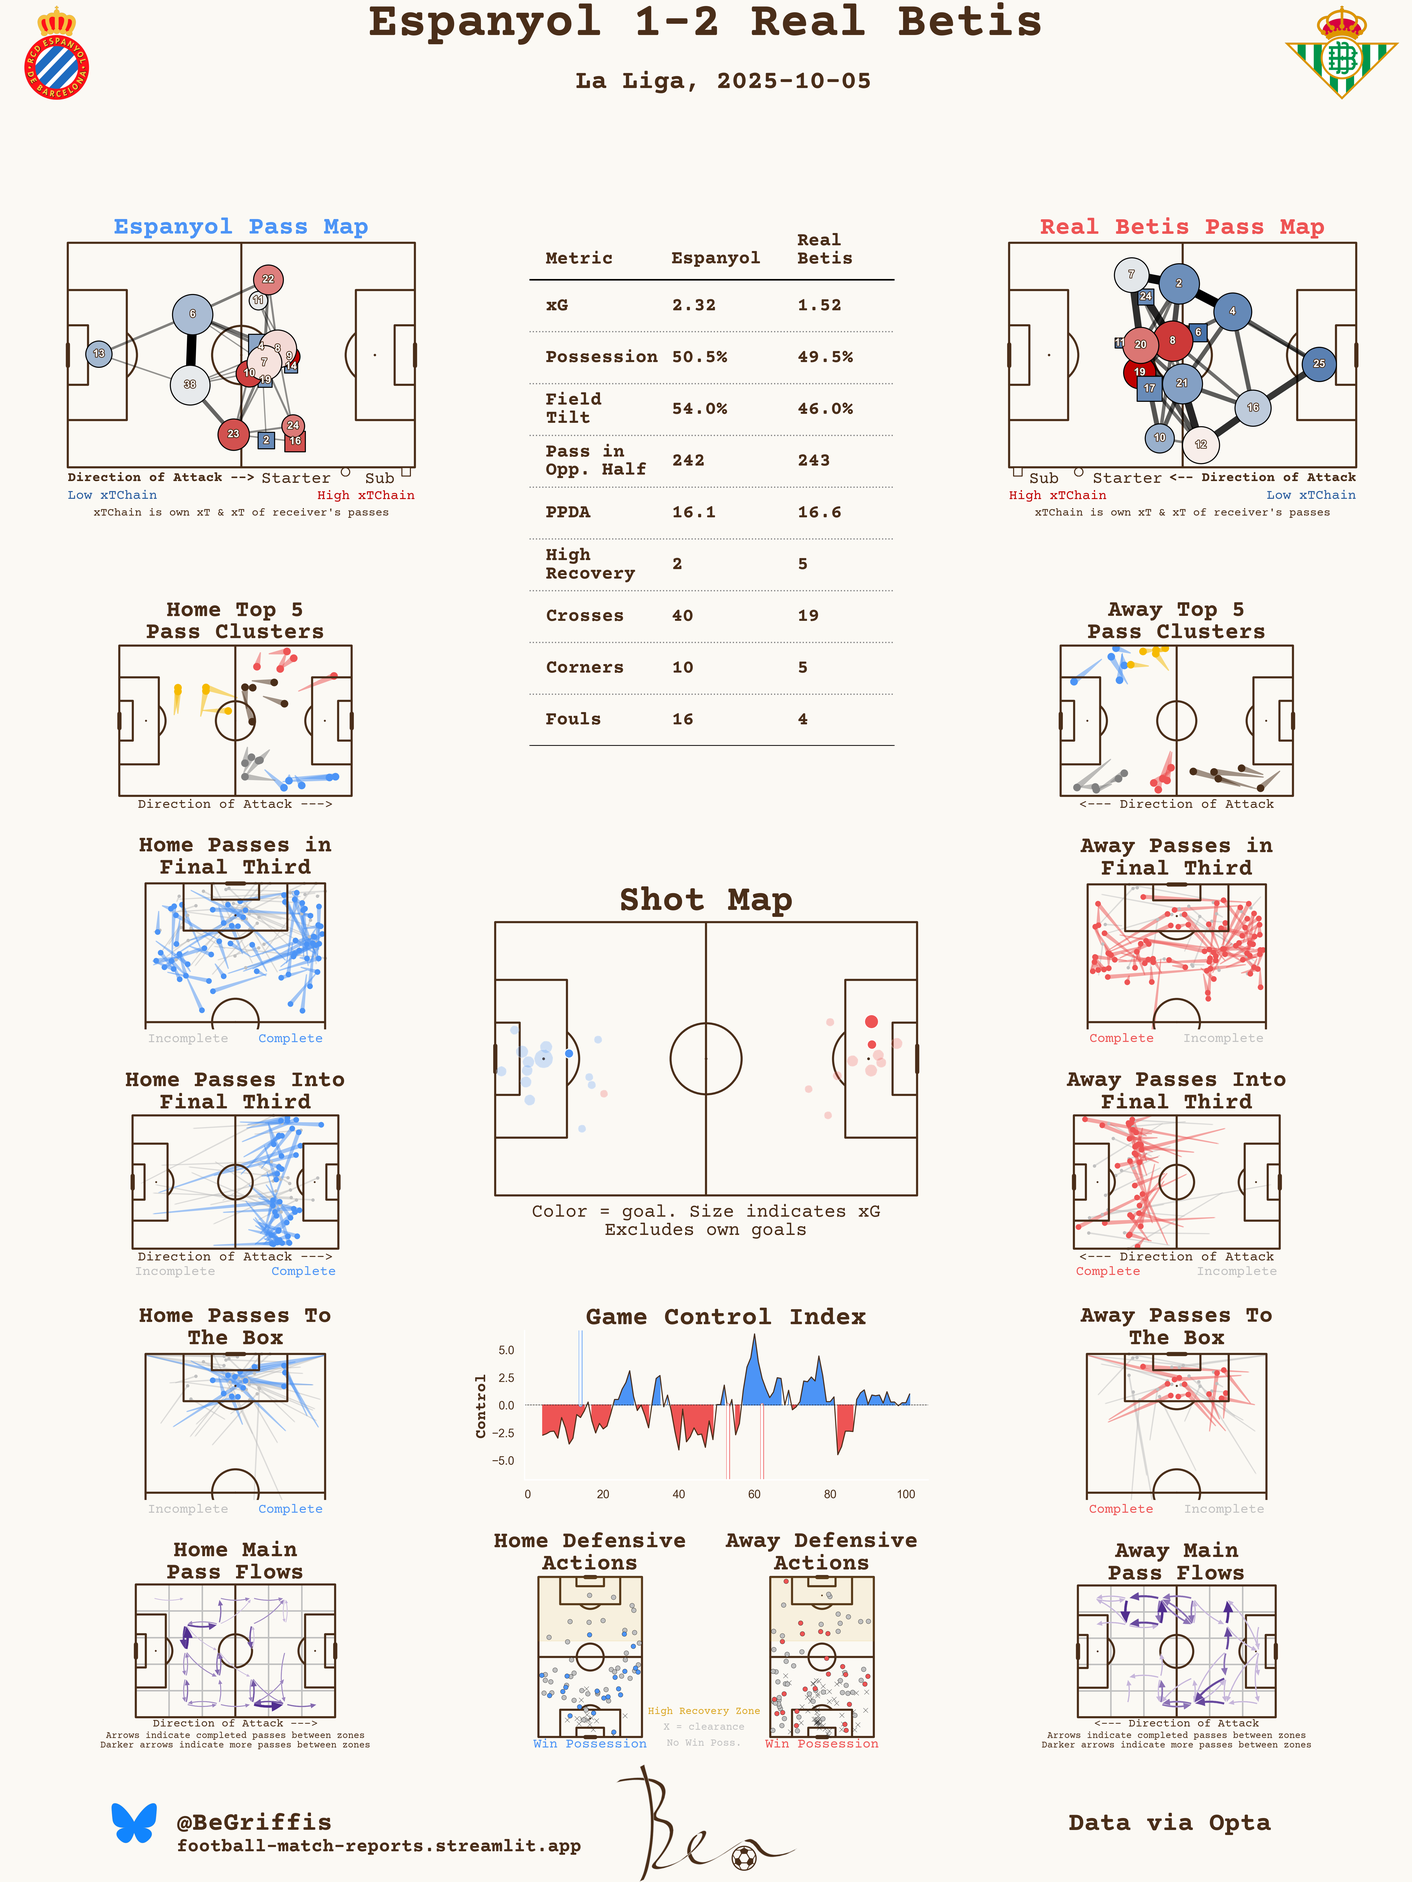 Espanyol 1-2 Real Betis
La Liga, 2025-10-05
RCD ESPANYOL
DE BARCELONA
Espanyol Pass Map
22
11
6
4
8
13
7
9
14
10
19
38
23
24
2
16
Direction of Attack --> Starter Sub
Low xTChain High xTChain
xTChain is own xT & xT of receiver's passes
Metric Espanyol Real Betis
xG 2.32 1.52
Possession 50.5% 49.5%
Field Tilt 54.0% 46.0%
Pass in Opp. Half 242 243
PPDA 16.1 16.6
High Recovery 2 5
Crosses 40 19
Corners 10 5
Fouls 16 4
Real Betis Pass Map
7
2
24
4
6
11
20
8
19
25
17
21
16
10
12
Sub Starter <-- Direction of Attack
High xTChain Low xTChain
xTChain is own xT & xT of receiver's passes
Home Top 5
Pass Clusters
Direction of Attack --->
Away Top 5
Pass Clusters
<--- Direction of Attack
Home Passes in
Final Third
Incomplete Complete
Away Passes in
Final Third
Complete Incomplete
Shot Map
Color = goal. Size indicates xG
Excludes own goals
Home Passes Into
Final Third
Direction of Attack --->
Incomplete Complete
Away Passes Into
Final Third
<--- Direction of Attack
Complete Incomplete
Home Passes To
The Box
Incomplete Complete
Game Control Index
Control
5.0
2.5
0.0
−2.5
−5.0
0 20 40 60 80 100
Away Passes To
The Box
Complete Incomplete
Home Main
Pass Flows
Direction of Attack --->
Arrows indicate completed passes between zones
Darker arrows indicate more passes between zones
Home Defensive
Actions
Win Possession
High Recovery Zone
X = clearance
No Win Poss.
Away Defensive
Actions
Win Possession
Away Main
Pass Flows
<--- Direction of Attack
Arrows indicate completed passes between zones
Darker arrows indicate more passes between zones
@BeGriffis
football-match-reports.streamlit.app
Ben
Data via Opta